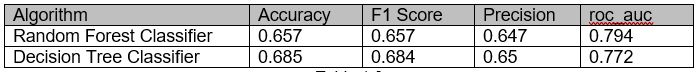 Algorithm Accuracy F1 Score Precision roc_auc
Random Forest Classifier 0.657 0.657 0.647 0.794
Decision Tree Classifier 0.685 0.684 0.65 0.772